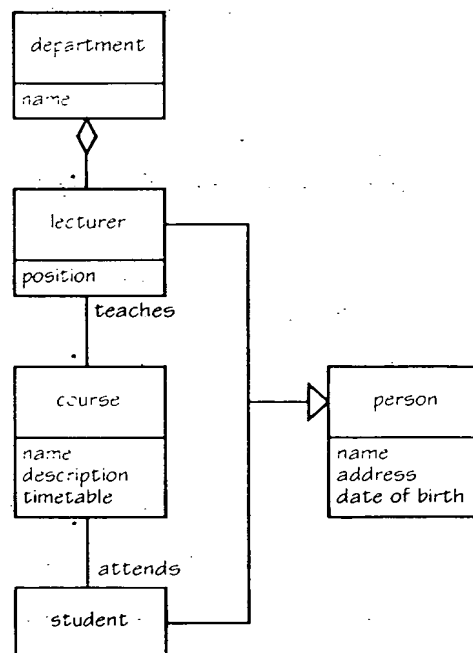 department
name
lecturer
position
teaches
course
name
description
timetable
attends
student
person
name
address
date of birth